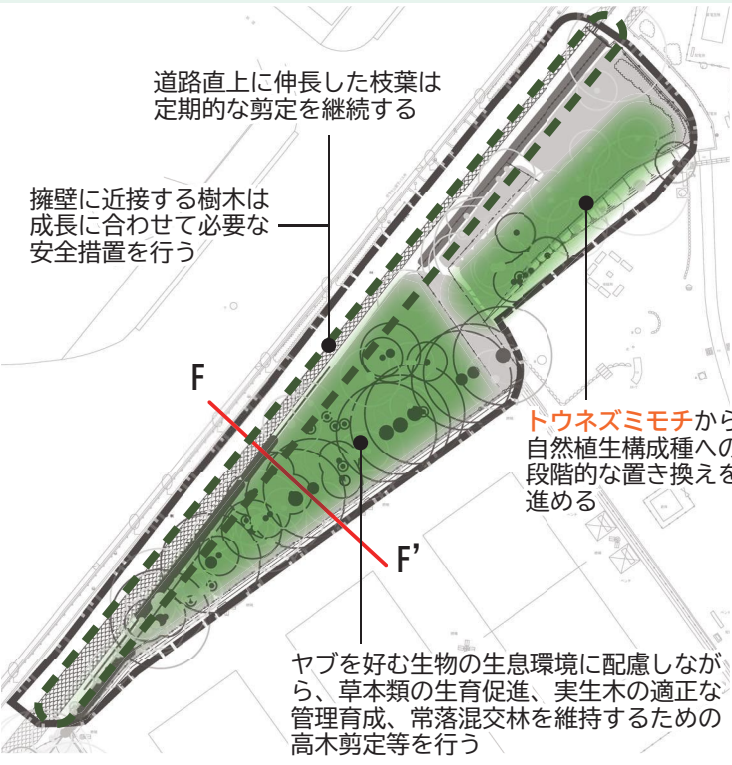 道路直上に伸長した枝葉は
定期的な剪定を継続する
擁壁に近接する樹木は
成長に合わせて必要な
安全措置を行う
F
F’
トウネズミモチから
自然植生構成種への
段階的な置き換えを
進める
ヤブを好む生物の生息環境に配慮しなが
ら、草本類の生育促進、実生木の適正な
管理育成、常落混交林を維持するための
高木剪定等を行う